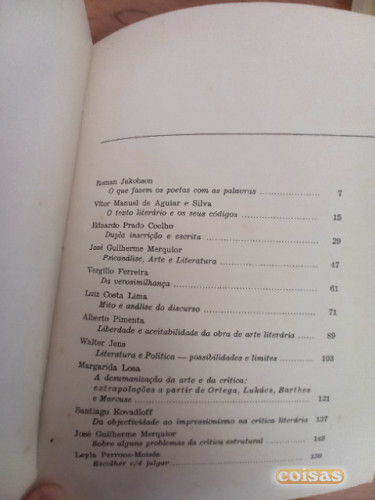 Roman Jakobson
O que fazem os poetas com as palavras 7
Vítor Manuel de Aguiar e Silva
O texto literário e os seus códigos 15
Eduardo Prado Coelho
Dupla inscrição e escrita 29
José Guilherme Merquior
Psicanálise, Arte e Literatura 47
Vergílio Ferreira
Da verosimilhança 61
Luiz Costa Lima
Mito e análise do discurso 71
Alberto Pimenta
Liberdade e aceitabilidade da obra de arte literária 89
Walter Jens
Literatura e Política — possibilidades e limites 103
Margarida Losa
A desumanização da arte e da crítica:
extrapolações a partir de Ortega, Lukács, Barthes
e Marcuse 121
Santiago Kovadloff
Da objectividade ao impressionismo na crítica literária 137
José Guilherme Merquior
Sobre alguns problemas da crítica estrutural 149
Leyla Perrone-Moisés
Escolher e/é julgar 159
coisas